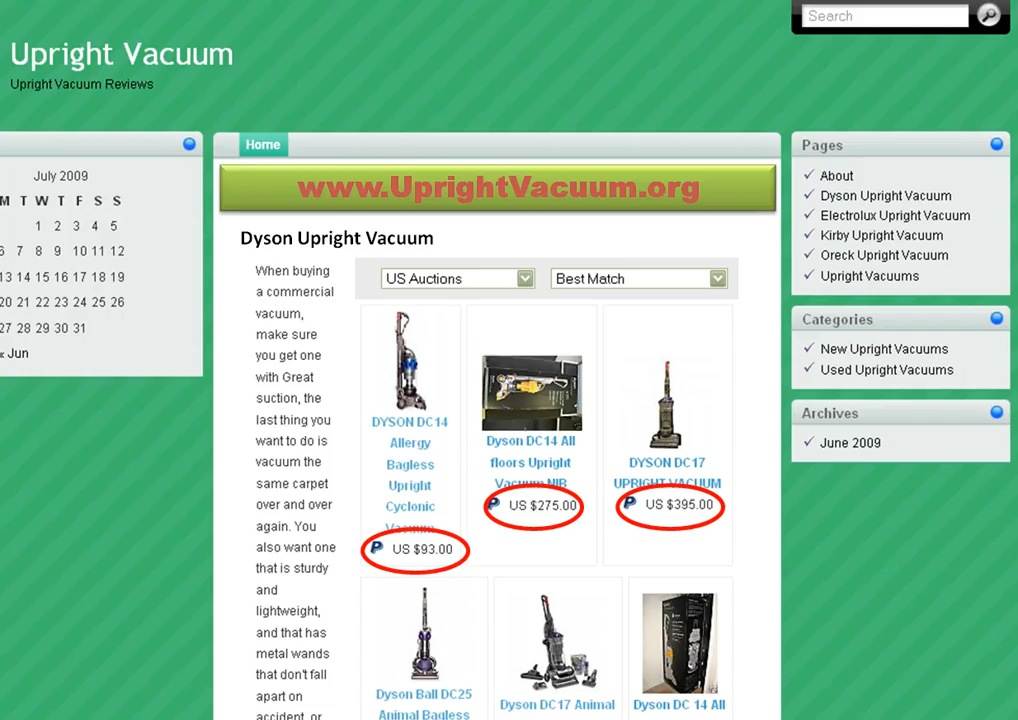 Search
Upright Vacuum
Upright Vacuum Reviews
July 2009
M T W T F S S
1 2 3 4 5
6 7 8 9 10 11 12
13 14 15 16 17 18 19
20 21 22 23 24 25 26
27 28 29 30 31
« Jun
Home
www.UprightVacuum.org
Dyson Upright Vacuum
When buying
a commercial
vacuum,
make sure
you get one
with Great
suction, the
last thing you
want to do is
vacuum the
same carpet
over and over
again. You
also want one
that is sturdy
and
lightweight,
and that has
metal wands
that don't fall
apart on
accident, or
US Auctions
Best Match
DYSON DC14
Allergy
Bagless
Upright
Cyclonic
Vacuum
P US $93.00
Dyson DC14 All
floors Upright
Vacuum NIB
P US $275.00
DYSON DC17
UPRIGHT VACUUM
P US $395.00
Dyson Ball DC25
Animal Bagless
Dyson DC17 Animal
Dyson DC 14 All
Pages
About
Dyson Upright Vacuum
Electrolux Upright Vacuum
Kirby Upright Vacuum
Oreck Upright Vacuum
Upright Vacuums
Categories
New Upright Vacuums
Used Upright Vacuums
Archives
June 2009